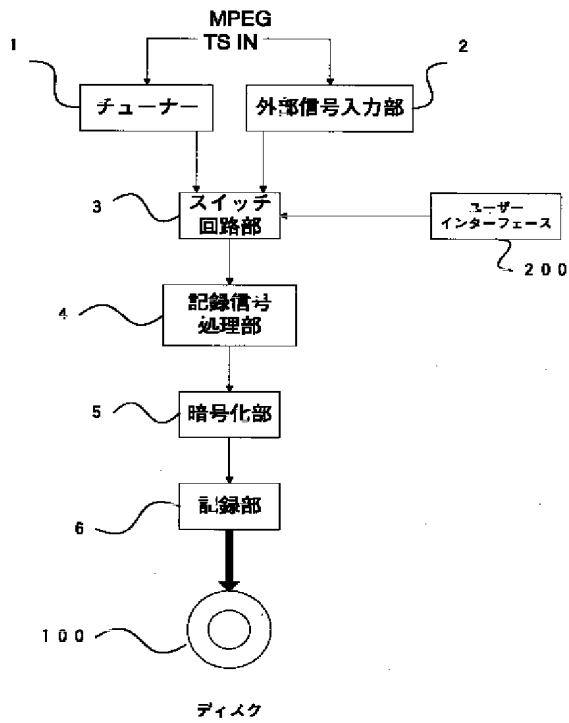 MPEG
TS IN
1
2
チューナー
外部信号入力部
3
スイッチ
回路部
ユーザー
インターフェース
200
4
記録信号
処理部
5
暗号化部
6
記録部
100
ディスク